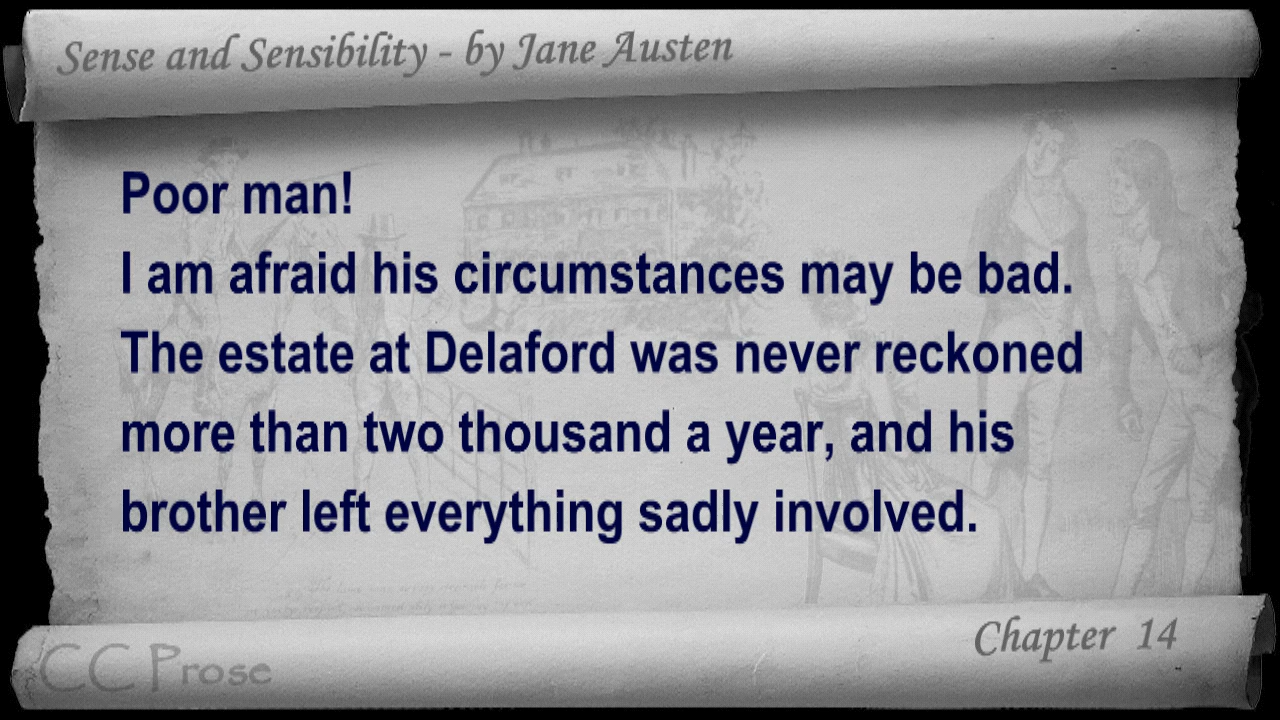 Sense and Sensibility - by Jane Austen
Poor man!
I am afraid his circumstances may be bad.
The estate at Delaford was never reckoned
more than two thousand a year, and his
brother left everything sadly involved.
Chapter 14
CC Prose